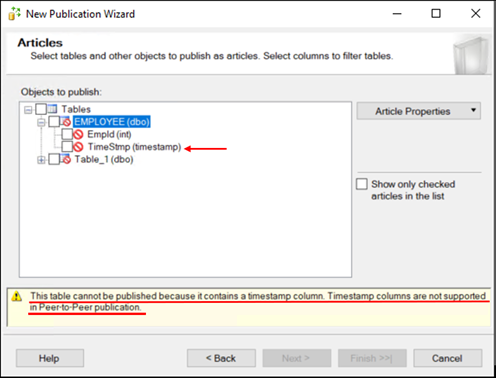 New Publication Wizard
Articles
Select tables and other objects to publish as articles. Select columns to filter tables.
Objects to publish:
Tables
EMPLOYEE (dbo)
EmpId (int)
TimeStmp (timestamp)
Table_1 (dbo)
Article Properties
Show only checked
articles in the list
This table cannot be published because it contains a timestamp column. Timestamp columns are not supported
in Peer-to-Peer publication.
Help
< Back
Next >
Finish >>|
Cancel